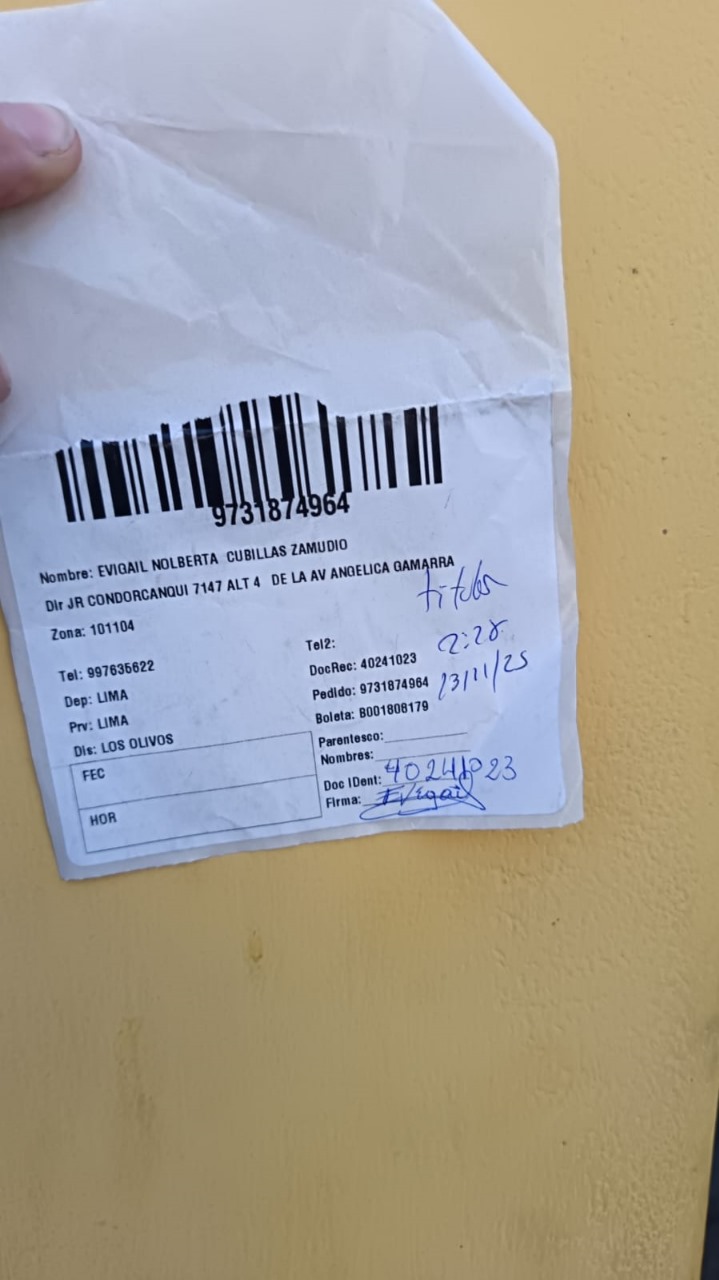 9731874964
Nombre: EVIGAIL NOLBERTA CUBILLAS ZAMUDIO
Dir JR CONDORCANQUI 7147 ALT 4 DE LA AV ANGELICA GAMARRA
titular
Zona: 101104
Tel2:
2:28
Tel: 997635622
DocRec: 40241023
Dep: LIMA
Pedido: 9731874964
13/11/25
Prv: LIMA
Boleta: B001808179
Dis: LOS OLIVOS
Parentesco:
FEC
Nombres:
Doc IDent: 40241023
HOR
Firma: Evigail